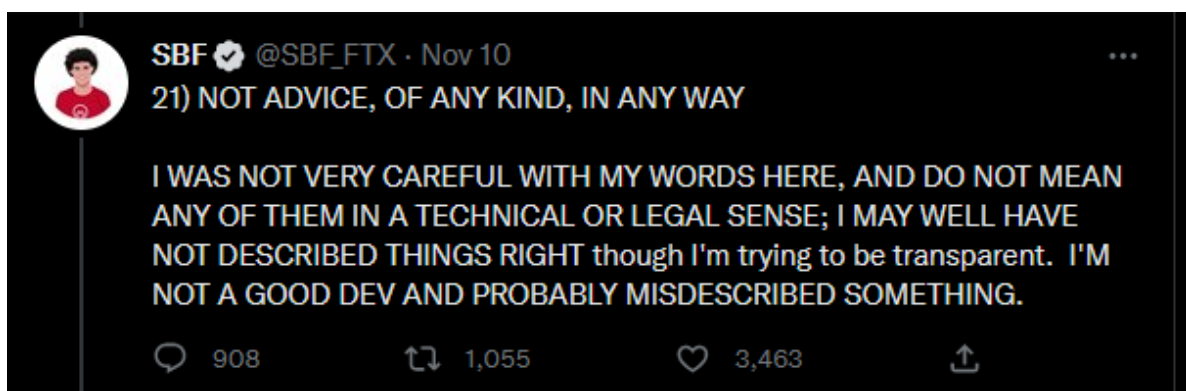 SBF @SBF_FTX · Nov 10
21) NOT ADVICE, OF ANY KIND, IN ANY WAY
I WAS NOT VERY CAREFUL WITH MY WORDS HERE, AND DO NOT MEAN
ANY OF THEM IN A TECHNICAL OR LEGAL SENSE; I MAY WELL HAVE
NOT DESCRIBED THINGS RIGHT though I'm trying to be transparent.  I'M
NOT A GOOD DEV AND PROBABLY MISDESCRIBED SOMETHING.
908 1,055 3,463